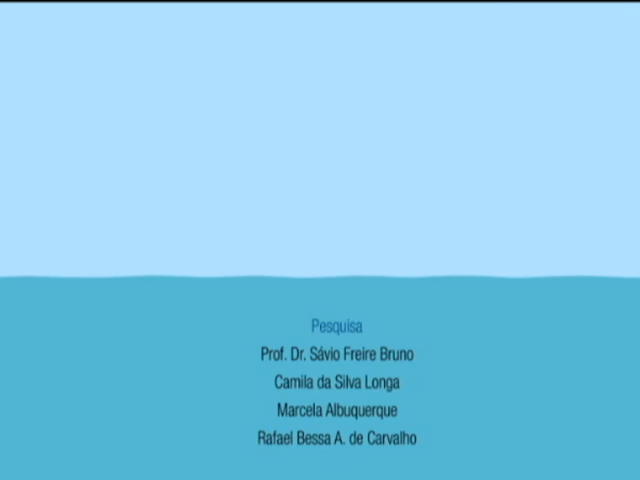 Pesquisa
Prof. Dr. Sávio Freire Bruno
Camila da Silva Longa
Marcela Albuquerque
Rafael Bessa A. de Carvalho